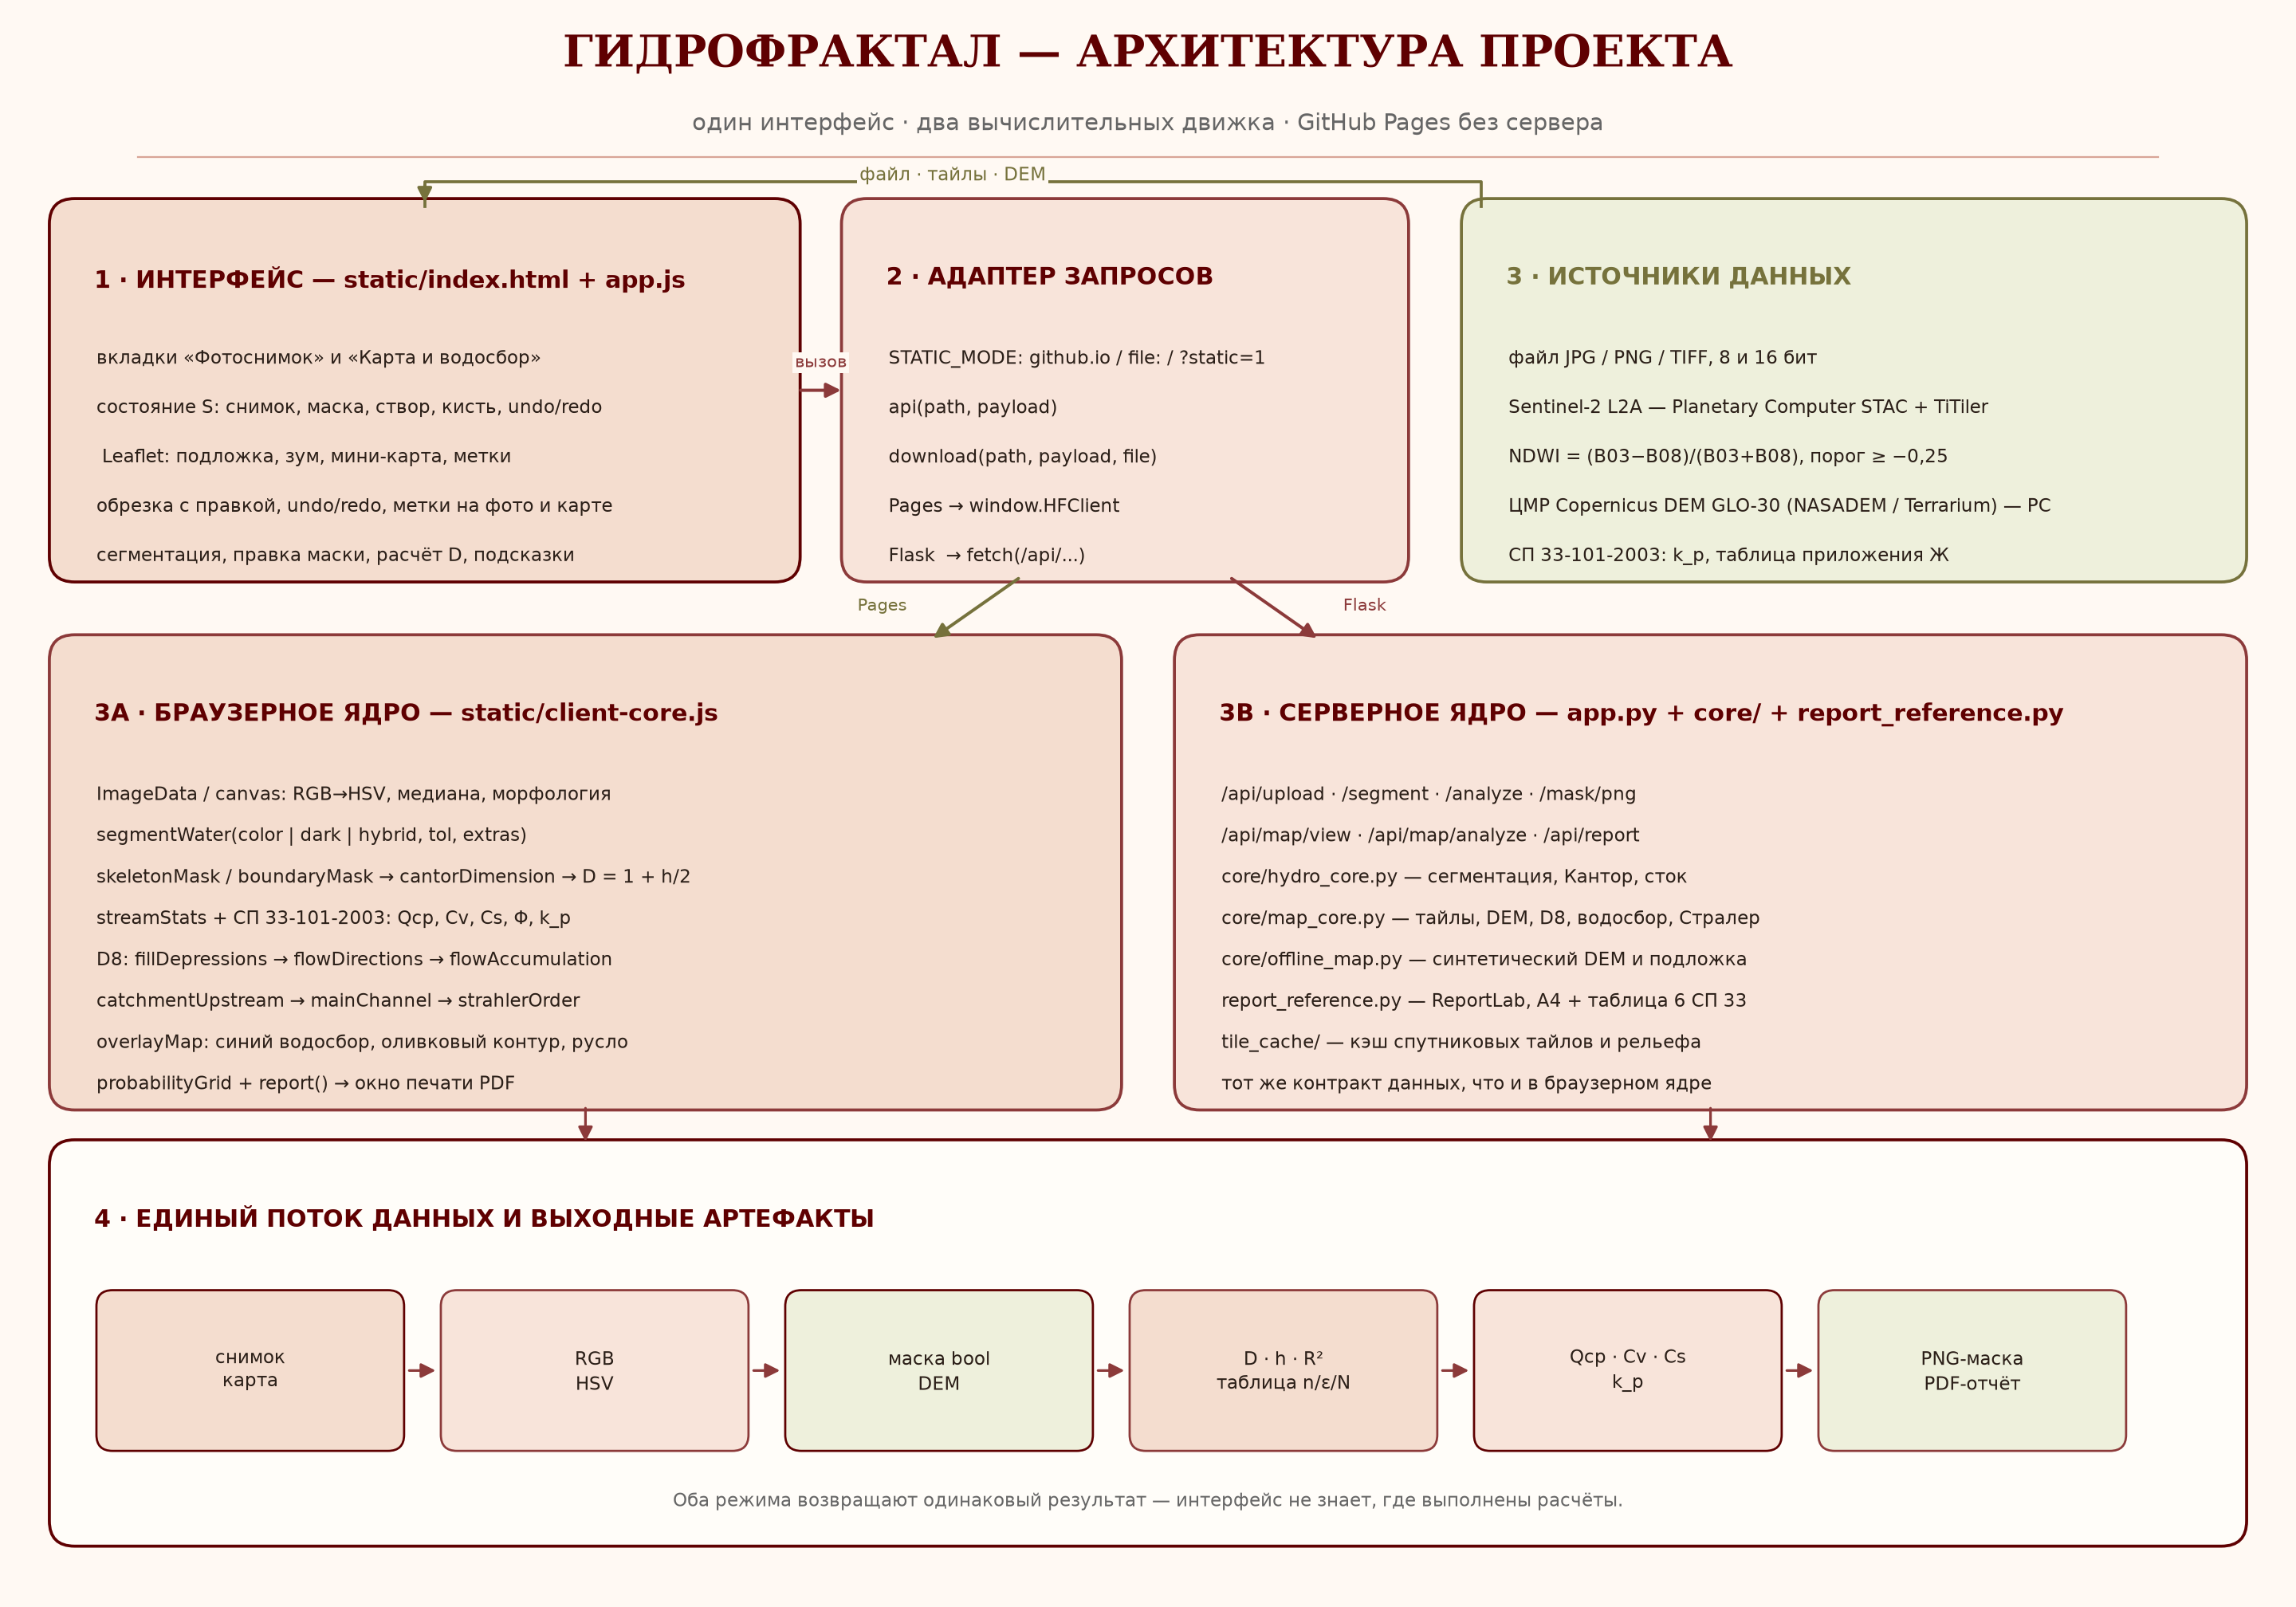 ГИДРОФРАКТАЛ — АРХИТЕКТУРА ПРОЕКТА
один интерфейс · два вычислительных движка · GitHub Pages без сервера
файл · тайлы · DEM
1 · ИНТЕРФЕЙС — static/index.html + app.js
вкладки «Фотоснимок» и «Карта и водосбор»
состояние S: снимок, маска, створ, кисть, undo/redo
Leaflet: подложка, зум, мини-карта, метки
обрезка с правкой, undo/redo, метки на фото и карте
сегментация, правка маски, расчёт D, подсказки
вызов
2 · АДАПТЕР ЗАПРОСОВ
STATIC_MODE: github.io / file: / ?static=1
api(path, payload)
download(path, payload, file)
Pages → window.HFClient
Flask → fetch(/api/...)
3 · ИСТОЧНИКИ ДАННЫХ
файл JPG / PNG / TIFF, 8 и 16 бит
Sentinel-2 L2A — Planetary Computer STAC + TiTiler
NDWI = (B03−B08)/(B03+B08), порог ≥ −0,25
ЦМР Copernicus DEM GLO-30 (NASADEM / Terrarium) — PC
СП 33-101-2003: k_p, таблица приложения Ж
Pages
Flask
3A · БРАУЗЕРНОЕ ЯДРО — static/client-core.js
ImageData / canvas: RGB→HSV, медиана, морфология
segmentWater(color | dark | hybrid, tol, extras)
skeletonMask / boundaryMask → cantorDimension → D = 1 + h/2
streamStats + СП 33-101-2003: Qср, Cv, Cs, Φ, k_p
D8: fillDepressions → flowDirections → flowAccumulation
catchmentUpstream → mainChannel → strahlerOrder
overlayMap: синий водосбор, оливковый контур, русло
probabilityGrid + report() → окно печати PDF
3B · СЕРВЕРНОЕ ЯДРО — app.py + core/ + report_reference.py
/api/upload · /segment · /analyze · /mask/png
/api/map/view · /api/map/analyze · /api/report
core/hydro_core.py — сегментация, Кантор, сток
core/map_core.py — тайлы, DEM, D8, водосбор, Стралер
core/offline_map.py — синтетический DEM и подложка
report_reference.py — ReportLab, A4 + таблица 6 СП 33
tile_cache/ — кэш спутниковых тайлов и рельефа
тот же контракт данных, что и в браузерном ядре
4 · ЕДИНЫЙ ПОТОК ДАННЫХ И ВЫХОДНЫЕ АРТЕФАКТЫ
снимок
карта
RGB
HSV
маска bool
DEM
D · h · R²
таблица n/ε/N
Qср · Cv · Cs
k_p
PNG-маска
PDF-отчёт
Оба режима возвращают одинаковый результат — интерфейс не знает, где выполнены расчёты.